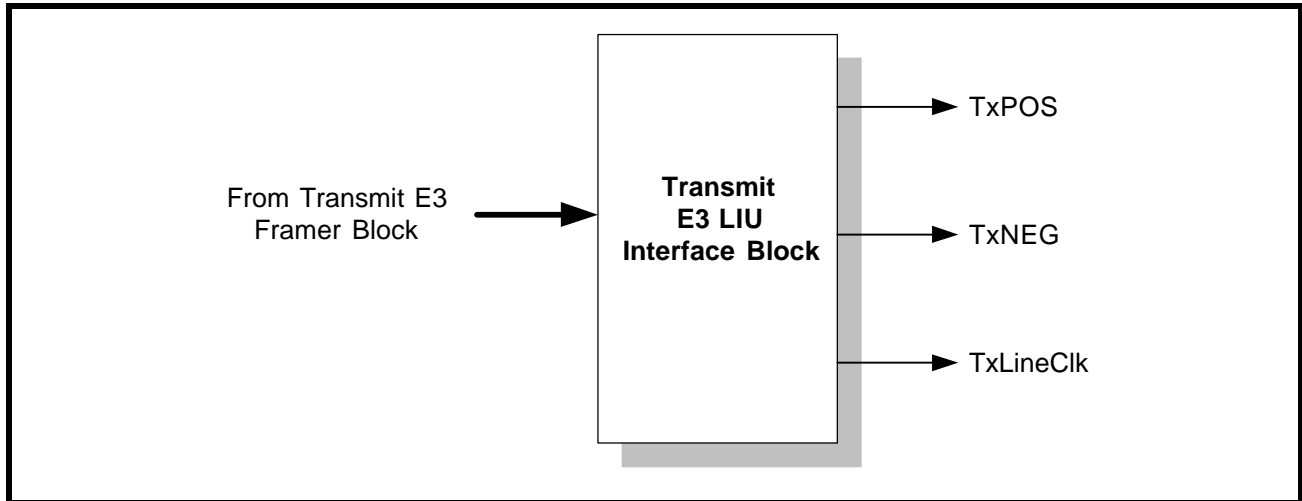 From Transmit E3
Framer Block
Transmit
E3 LIU
Interface Block
TxPOS
TxNEG
TxLineClk